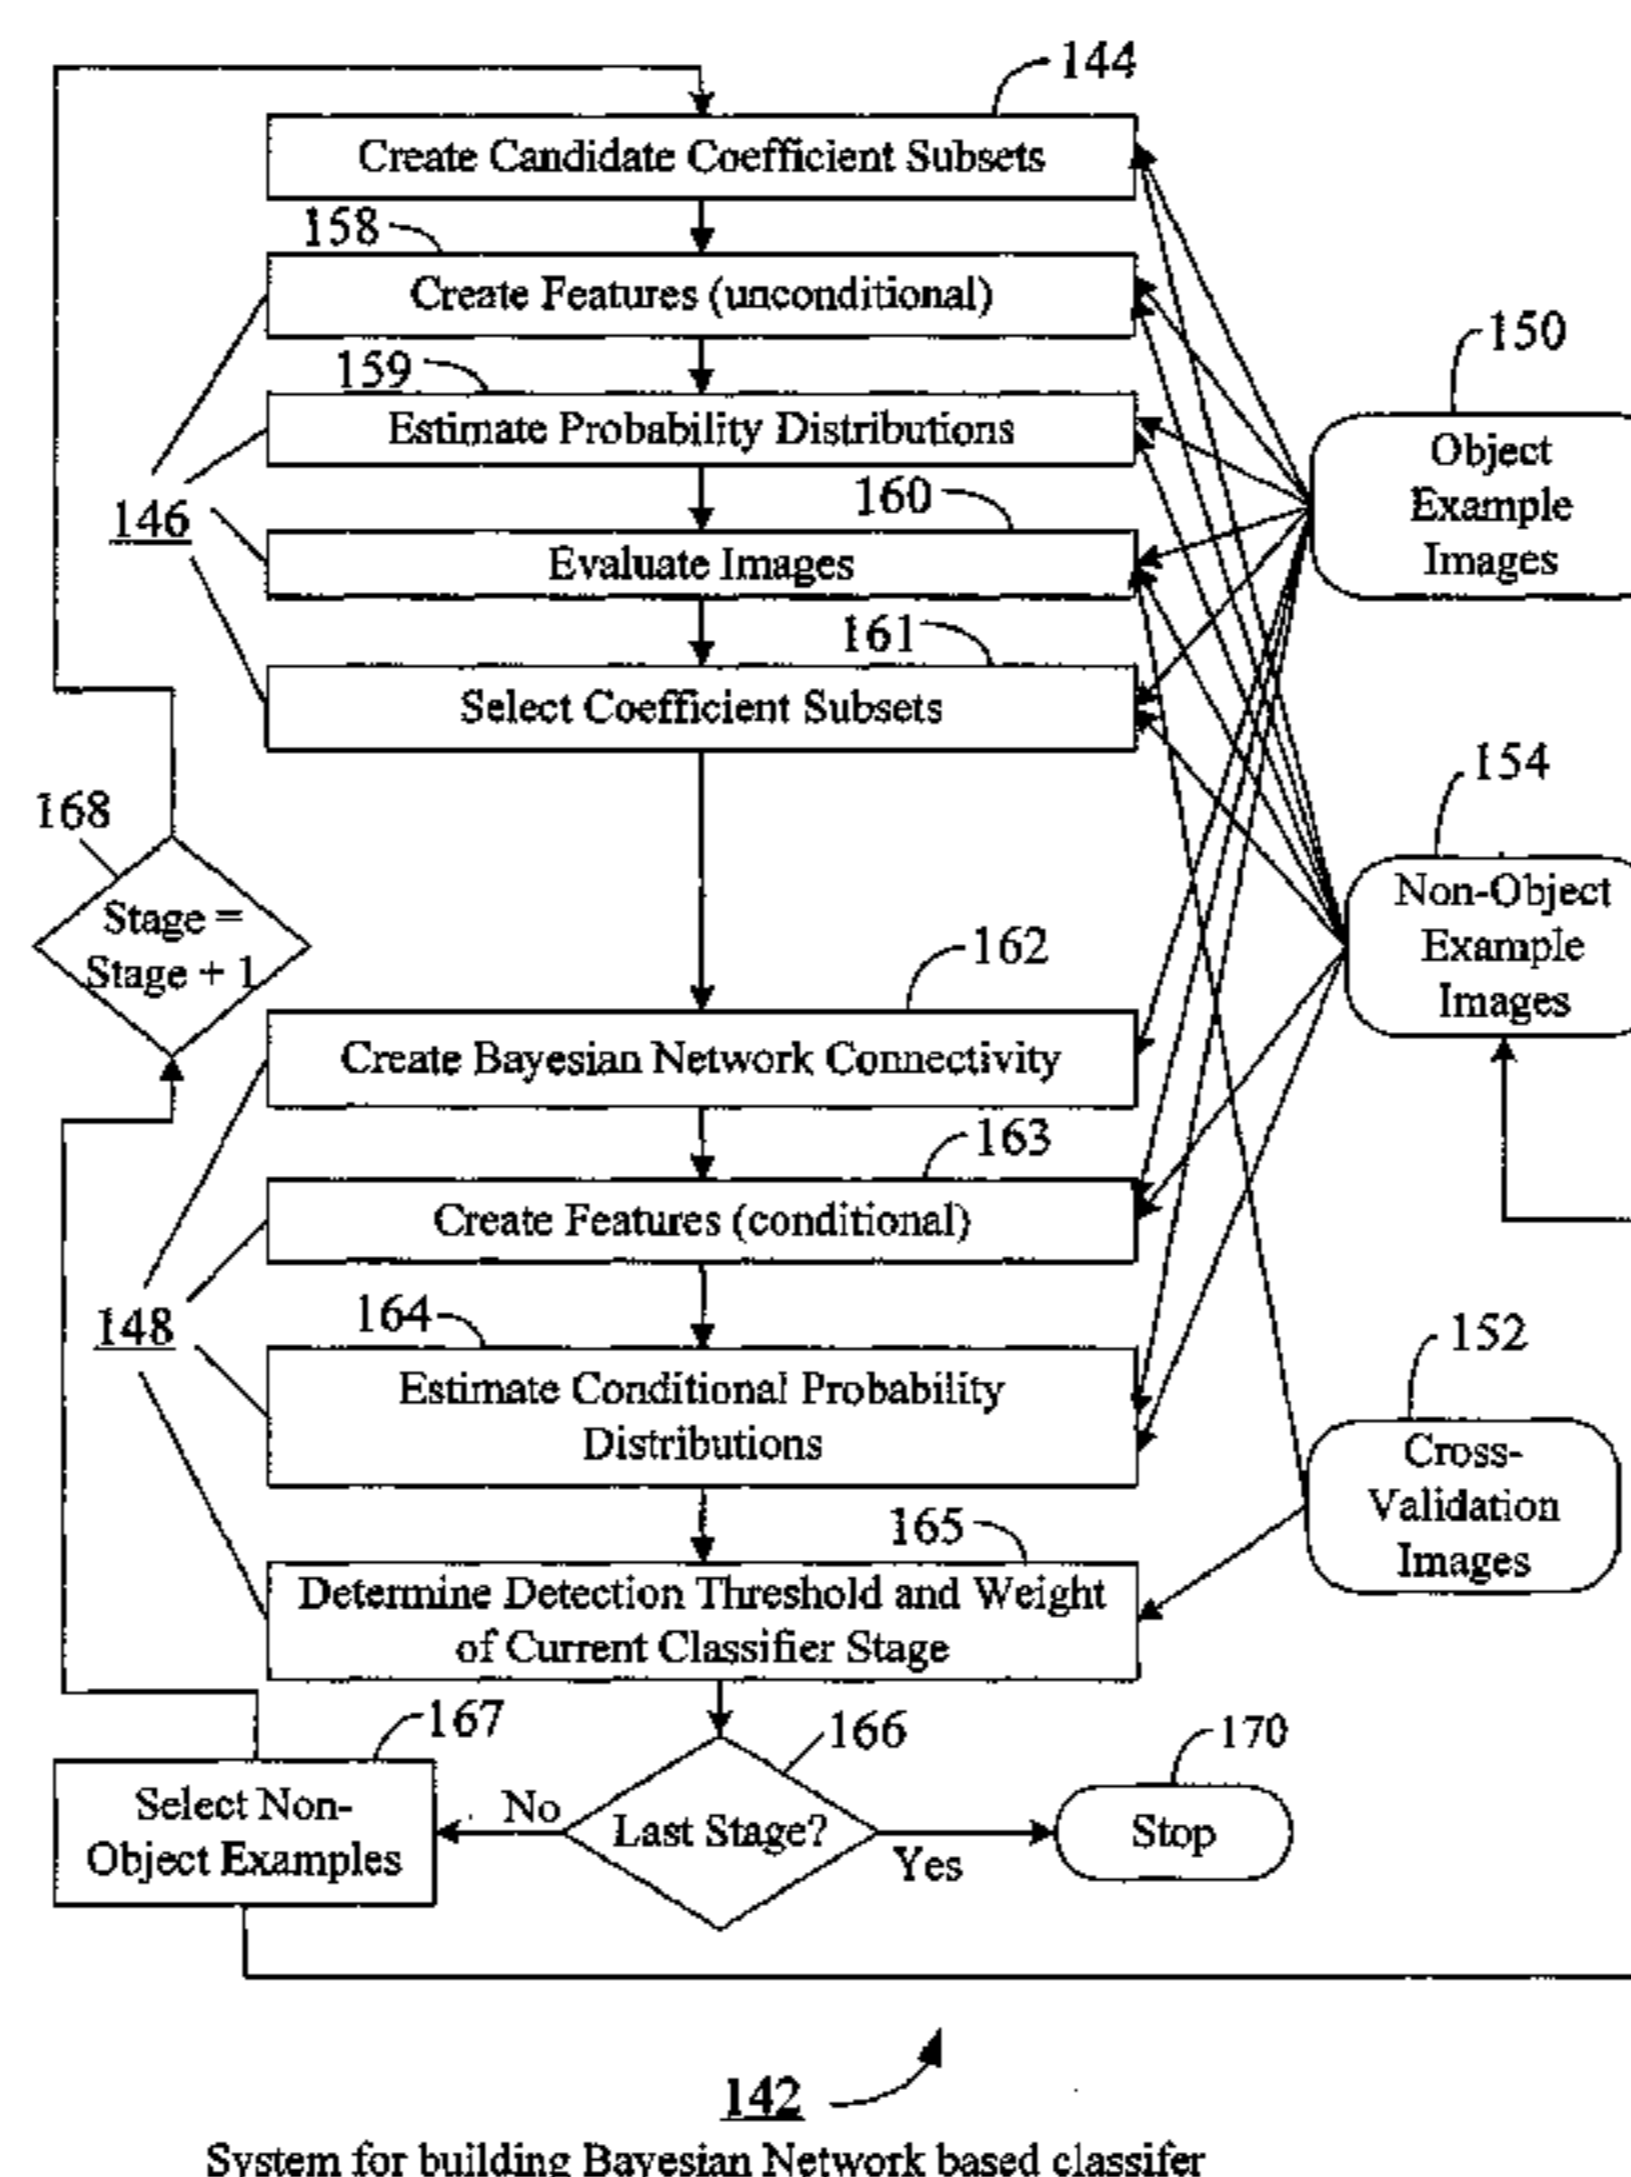 144
Create Candidate Coefficient Subsets
158
Create Features (unconditional)
159
150
Estimate Probability Distributions
Object
Example
Images
146
160
Evaluate Images
161
Select Coefficient Subsets
168
Stage =
Stage + 1
154
Non-Object
Example
Images
162
Create Bayesian Network Connectivity
163
Create Features (conditional)
148
164
Estimate Conditional Probability
Distributions
152
Cross-
Validation
Images
165
Determine Detection Threshold and Weight
of Current Classifier Stage
167
Select Non-
Object Examples
No
166
Last Stage?
Yes
170
Stop
142
System for building Bayesian Network based classifer